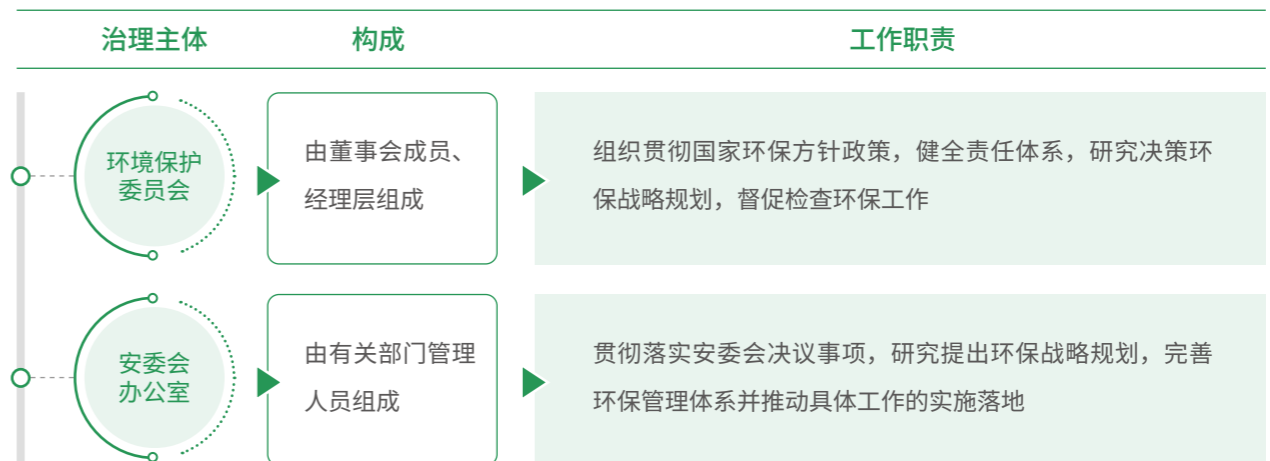 治理主体
构成
工作职责
环境保护
委员会
由董事会成员、
经理层组成
组织贯彻国家环保方针政策，健全责任体系，研究决策环
保战略规划，督促检查环保工作
安委会
办公室
由有关部门管理
人员组成
贯彻落实安委会决议事项，研究提出环保战略规划，完善
环保管理体系并推动具体工作的实施落地